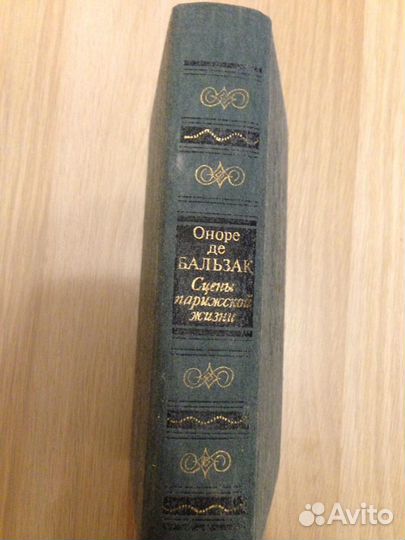 Оноре
де
БАЛЬЗАК
Сцены
парижской
жизни
Avito